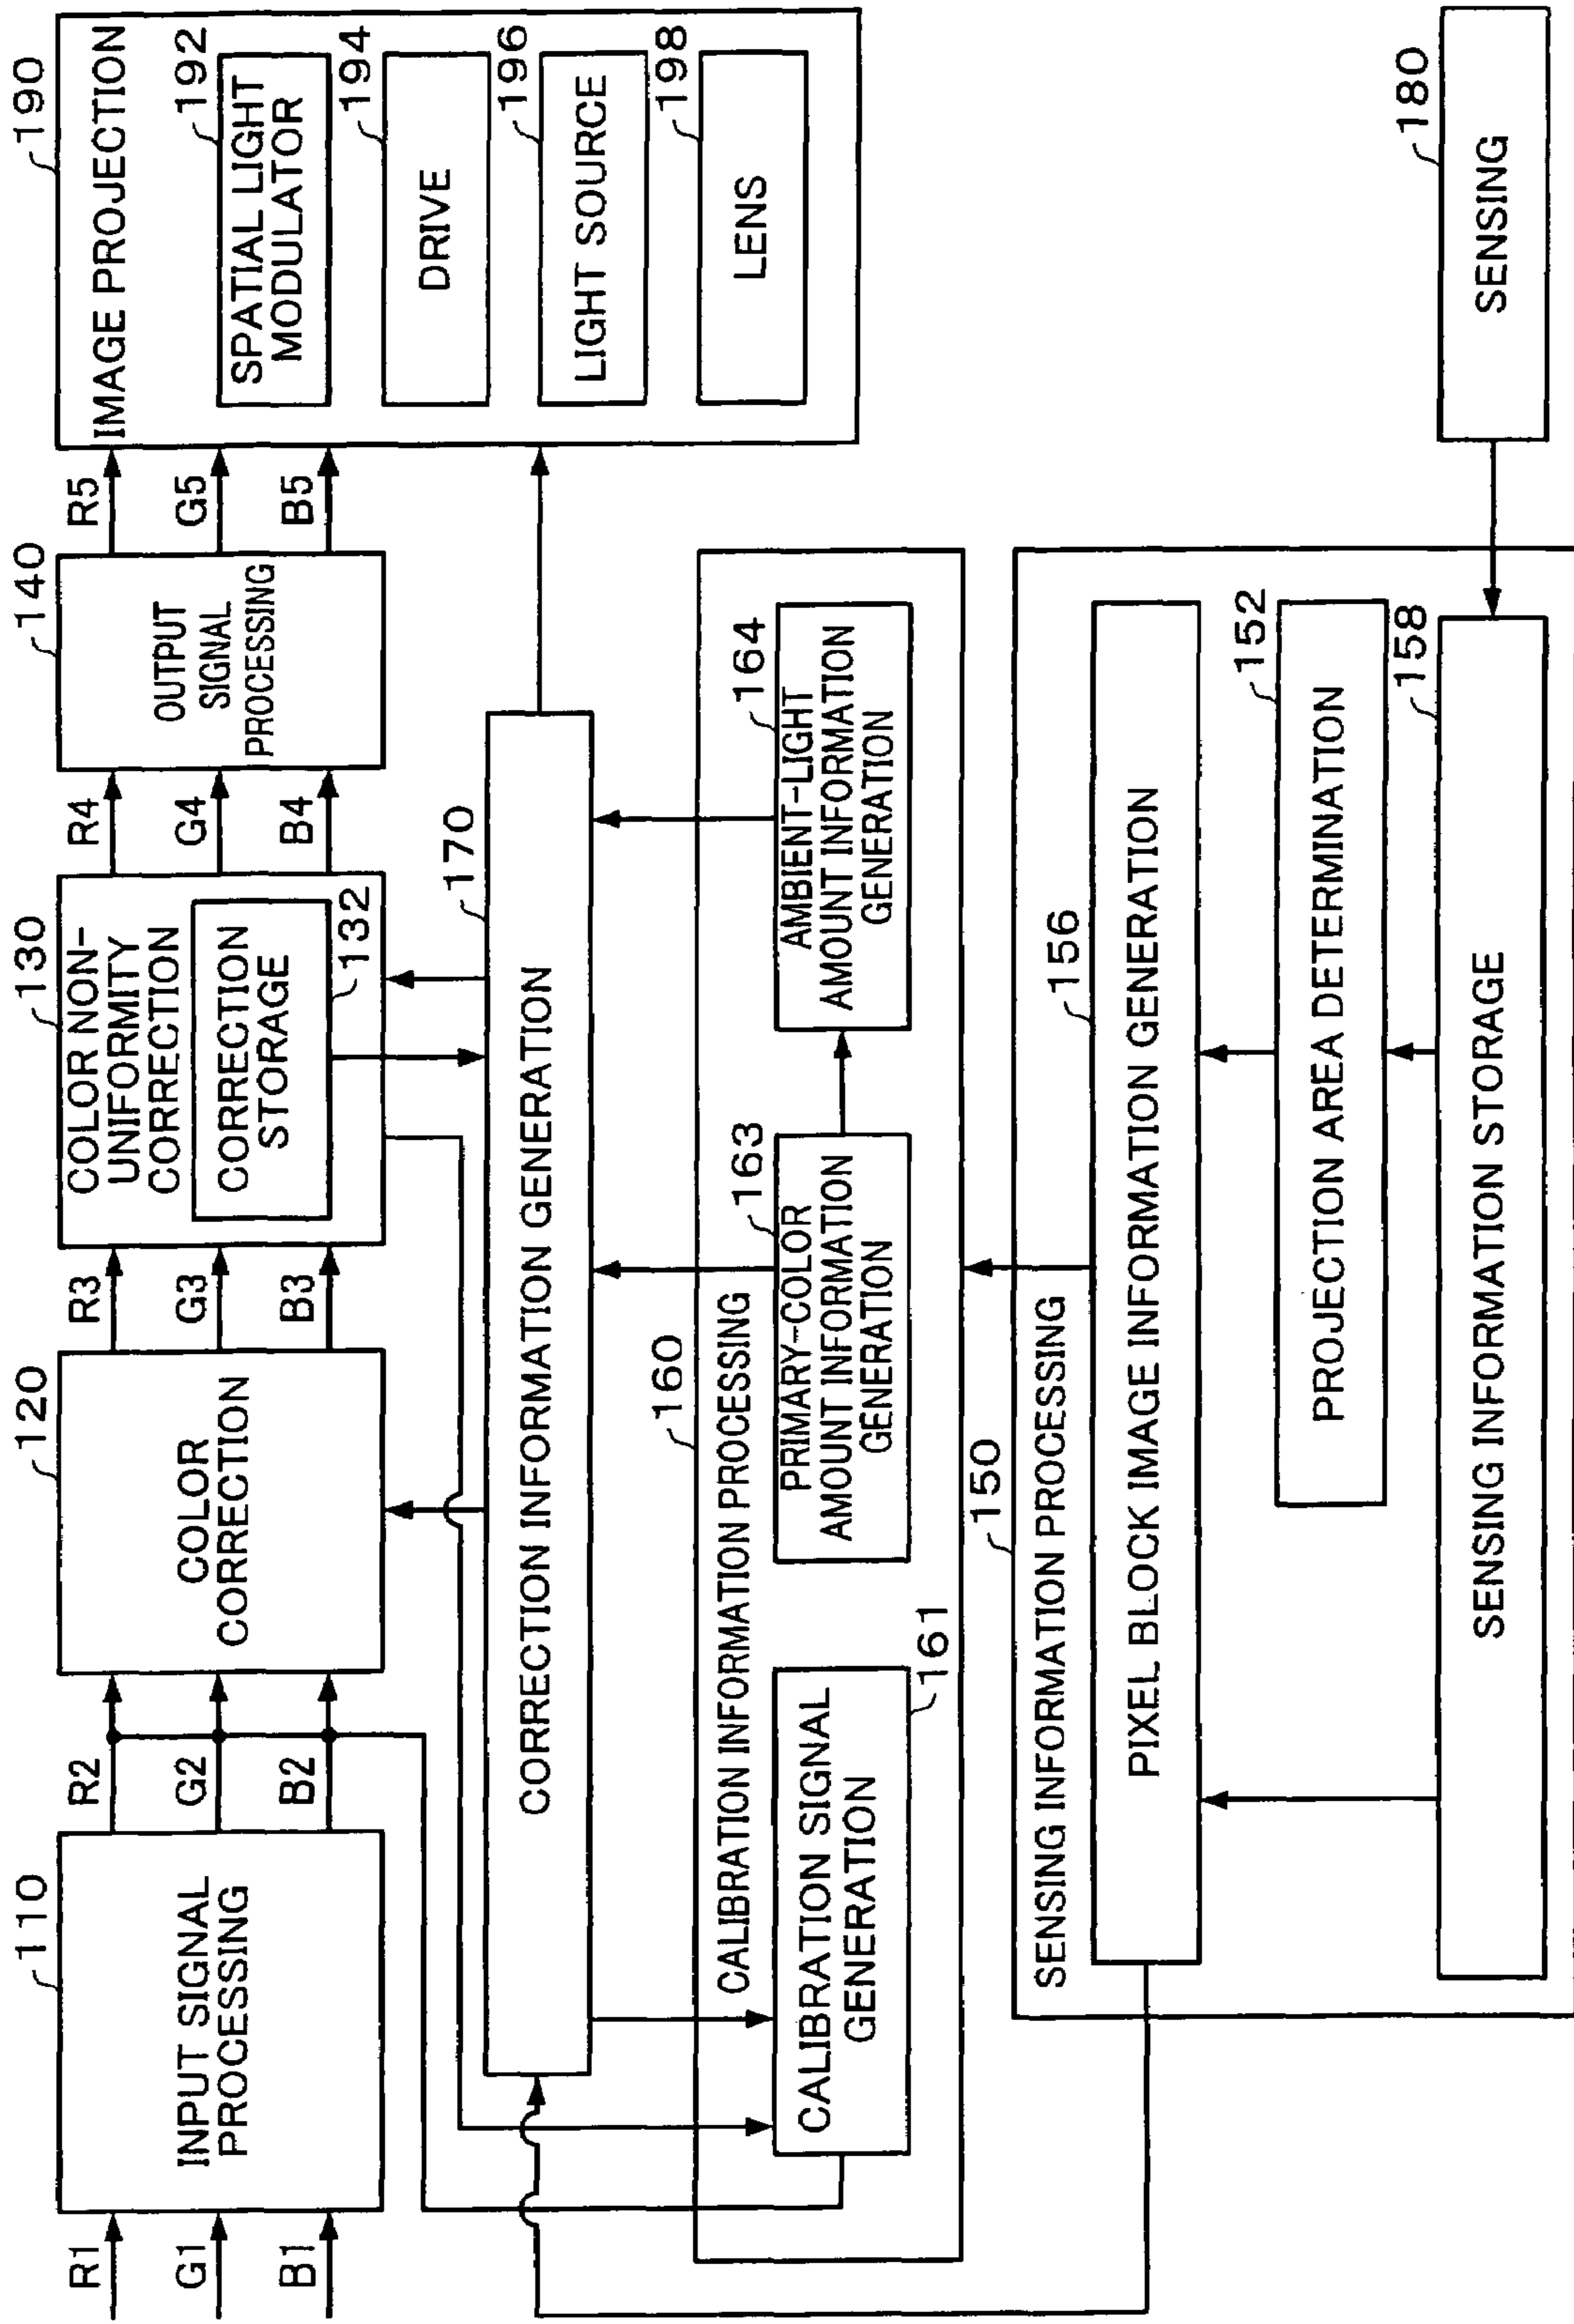 R1
G1
B1
110
INPUT SIGNAL
PROCESSING
R2
G2
B2
120
COLOR
CORRECTION
R3
G3
B3
130
COLOR NON-
UNIFORMITY
CORRECTION
CORRECTION
STORAGE
132
R4
G4
B4
140
OUTPUT
SIGNAL
PROCESSING
R5
G5
B5
190
IMAGE PROJECTION
192
SPATIAL LIGHT
MODULATOR
194
DRIVE
196
LIGHT SOURCE
198
LENS
170
CORRECTION INFORMATION GENERATION
160
CALIBRATION INFORMATION PROCESSING
CALIBRATION SIGNAL
GENERATION
161
163
PRIMARY-COLOR
AMOUNT INFORMATION
GENERATION
164
AMBIENT-LIGHT
AMOUNT INFORMATION
GENERATION
150
SENSING INFORMATION PROCESSING
156
PIXEL BLOCK IMAGE INFORMATION GENERATION
152
PROJECTION AREA DETERMINATION
158
SENSING INFORMATION STORAGE
180
SENSING